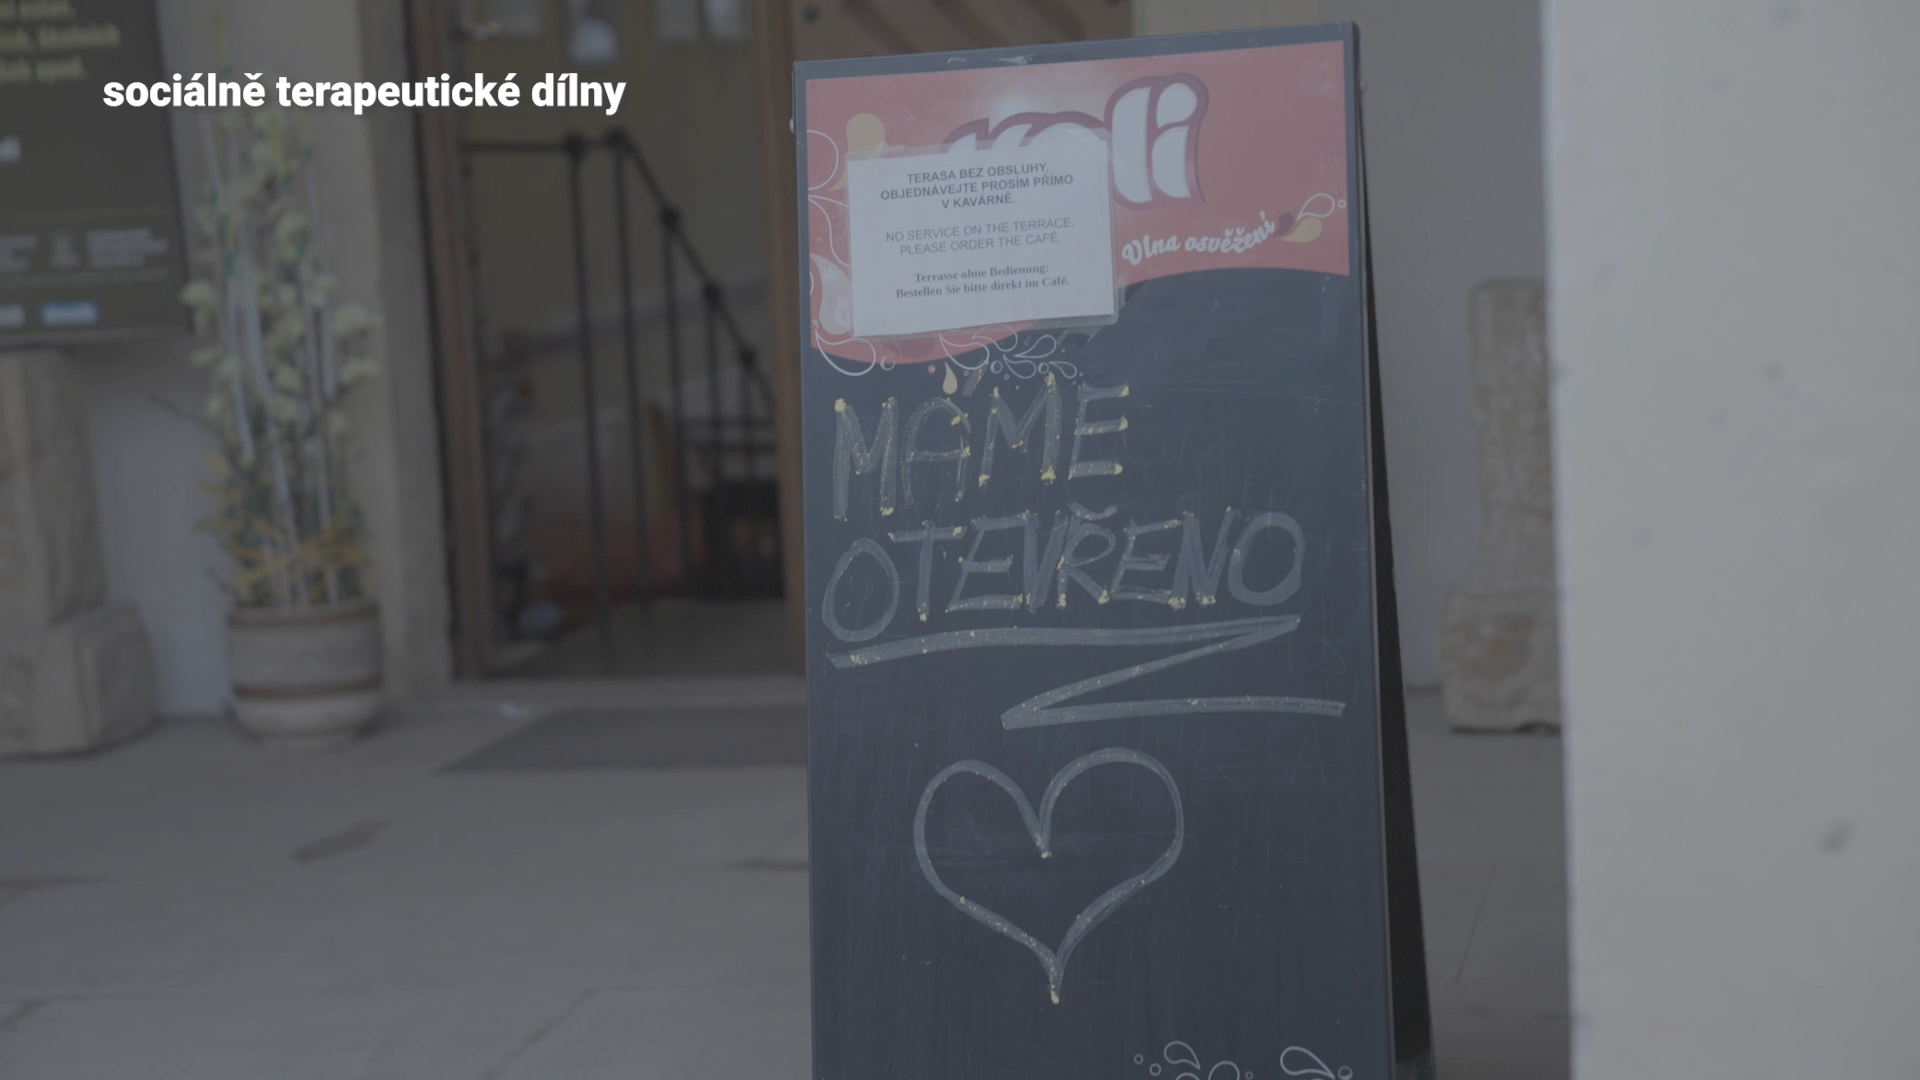 sociálně terapeutické dílny
TERASA BEZ OBSLUHY,
OBJEDNÁVEJTE PROSÍM PŘÍMO
V KAVÁRNĚ.
NO SERVICE ON THE TERRACE,
PLEASE ORDER THE CAFÉ.
Terrasse ohne Bedienung:
Bestellen Sie bitte direkt im Café.
Vlna osvěžení
MÁME
OTEVŘENO